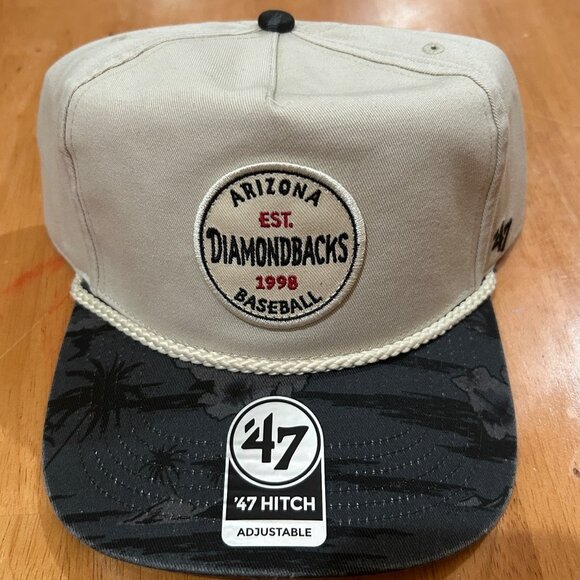 ARIZONA
EST.
DIAMONDBACKS
1998
BASEBALL
'47
'47
'47 HITCH
ADJUSTABLE